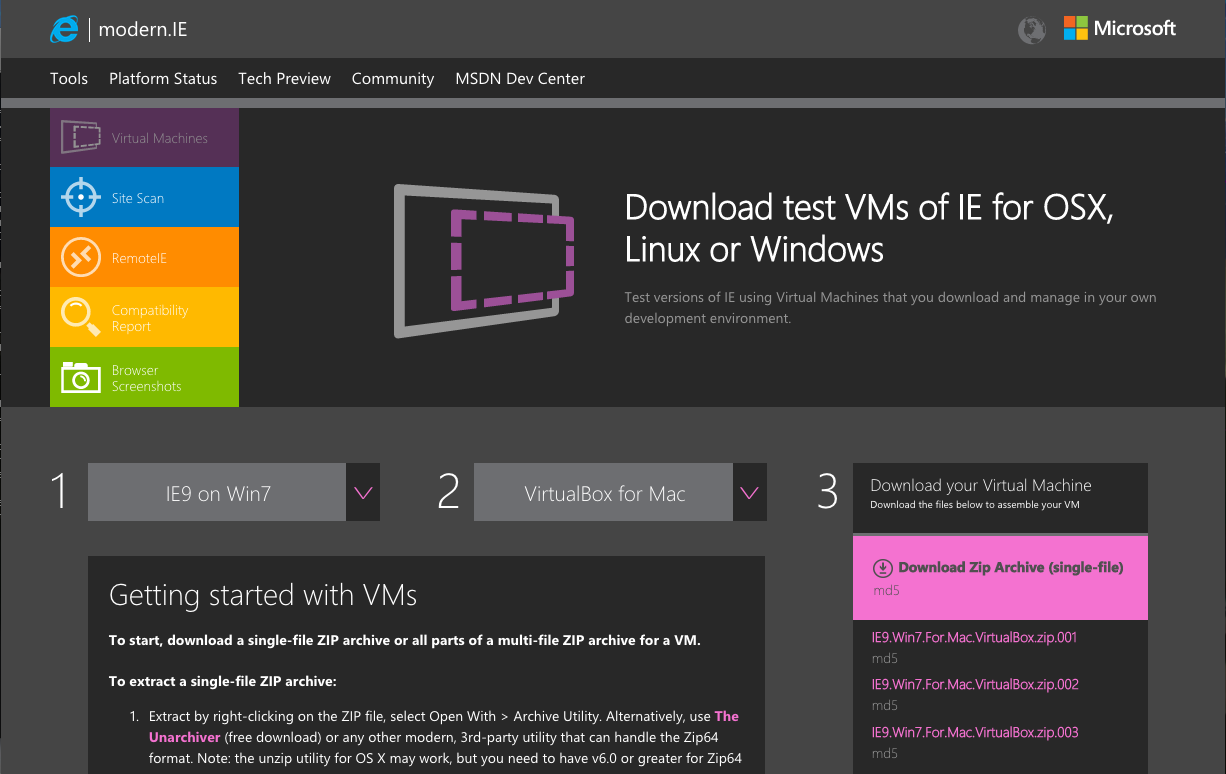 modern.IE
Microsoft
Tools Platform Status Tech Preview Community MSDN Dev Center
Virtual Machines
Site Scan
RemoteIE
Compatibility
Report
Browser
Screenshots
Download test VMs of IE for OSX,
Linux or Windows
Test versions of IE using Virtual Machines that you download and manage in your own
development environment.
1
IE9 on Win7
2
VirtualBox for Mac
3
Download your Virtual Machine
Download the files below to assemble your VM
Download Zip Archive (single-file)
md5
IE9.Win7.For.Mac.VirtualBox.zip.001
md5
IE9.Win7.For.Mac.VirtualBox.zip.002
md5
IE9.Win7.For.Mac.VirtualBox.zip.003
md5
Getting started with VMs
To start, download a single-file ZIP archive or all parts of a multi-file ZIP archive for a VM.
To extract a single-file ZIP archive:
1. Extract by right-clicking on the ZIP file, select Open With > Archive Utility. Alternatively, use The
Unarchiver (free download) or any other modern, 3rd-party utility that can handle the Zip64
format. Note: the unzip utility for OS X may work, but you need to have v6.0 or greater for Zip64